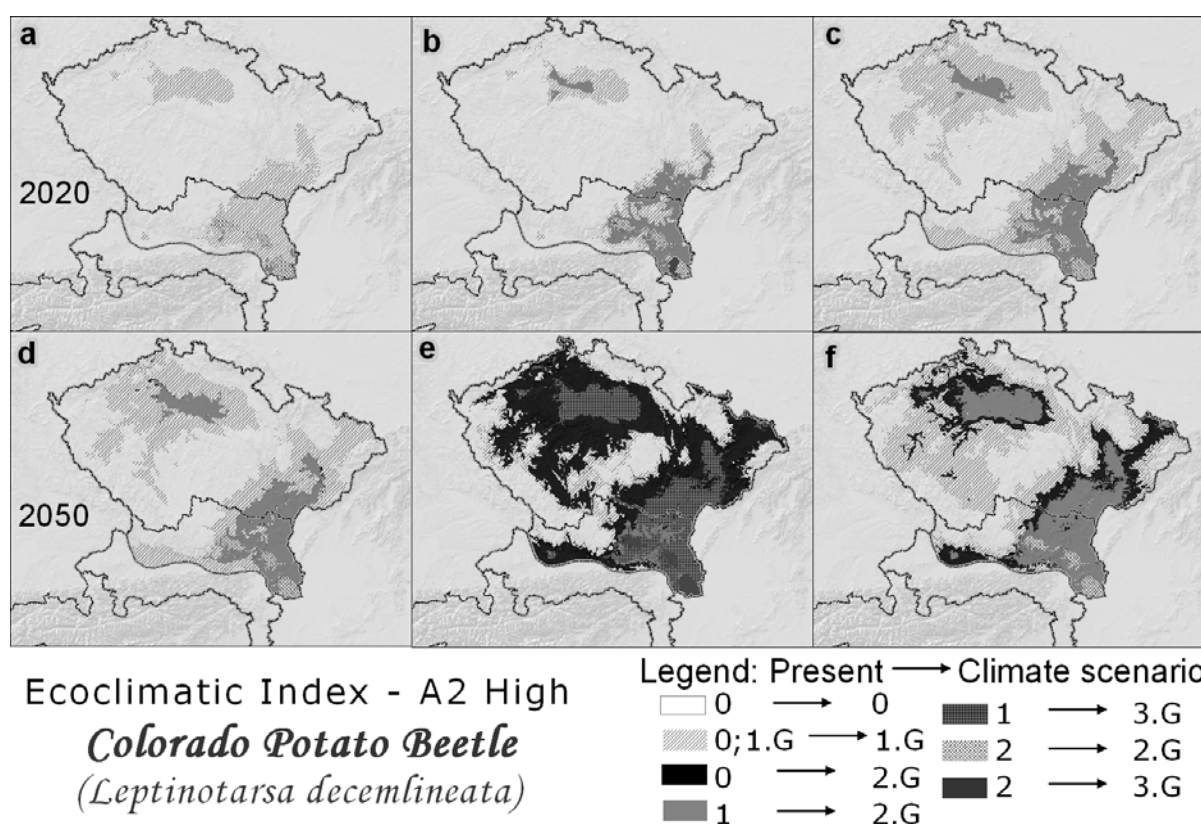 a
b
c
2020
d
e
f
2050
Ecoclimatic Index - A2 High
Colorado Potato Beetle
(Leptinotarsa decemlineata)
Legend: Present → Climate scenario
0 → 0
0;1.G → 1.G
0 → 2.G
1 → 2.G
1 → 3.G
2 → 2.G
2 → 3.G